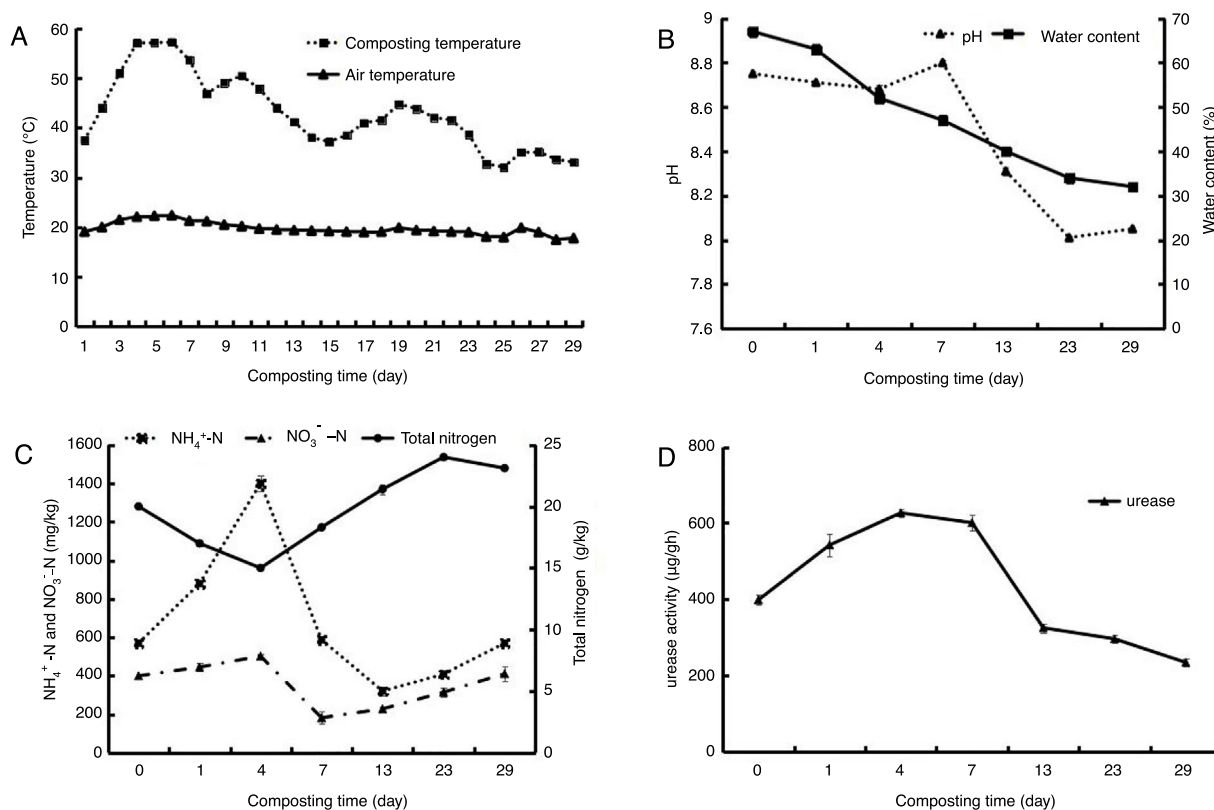 A
Composting temperature
Air temperature
Temperature (°C)
60
50
40
30
20
10
0
1 3 5 7 9 11 13 15 17 19 21 23 25 27 29
Composting time (day)
B
pH
Water content
pH
9
8.8
8.6
8.4
8.2
8
7.8
7.6
Water content (%)
70
60
50
40
30
20
10
0
0 1 4 7 13 23 29
Composting time (day)
C
NH₄⁺-N
NO₃⁻ –N
Total nitrogen
NH₄⁺ -N and NO₃⁻–N (mg/kg)
1600
1400
1200
1000
800
600
400
200
0
Total nitrogen (g/kg)
25
20
15
10
5
0
0 1 4 7 13 23 29
Composting time (day)
D
urease
urease activity (µg/gh)
800
600
400
200
0
0 1 4 7 13 23 29
Composting time (day)